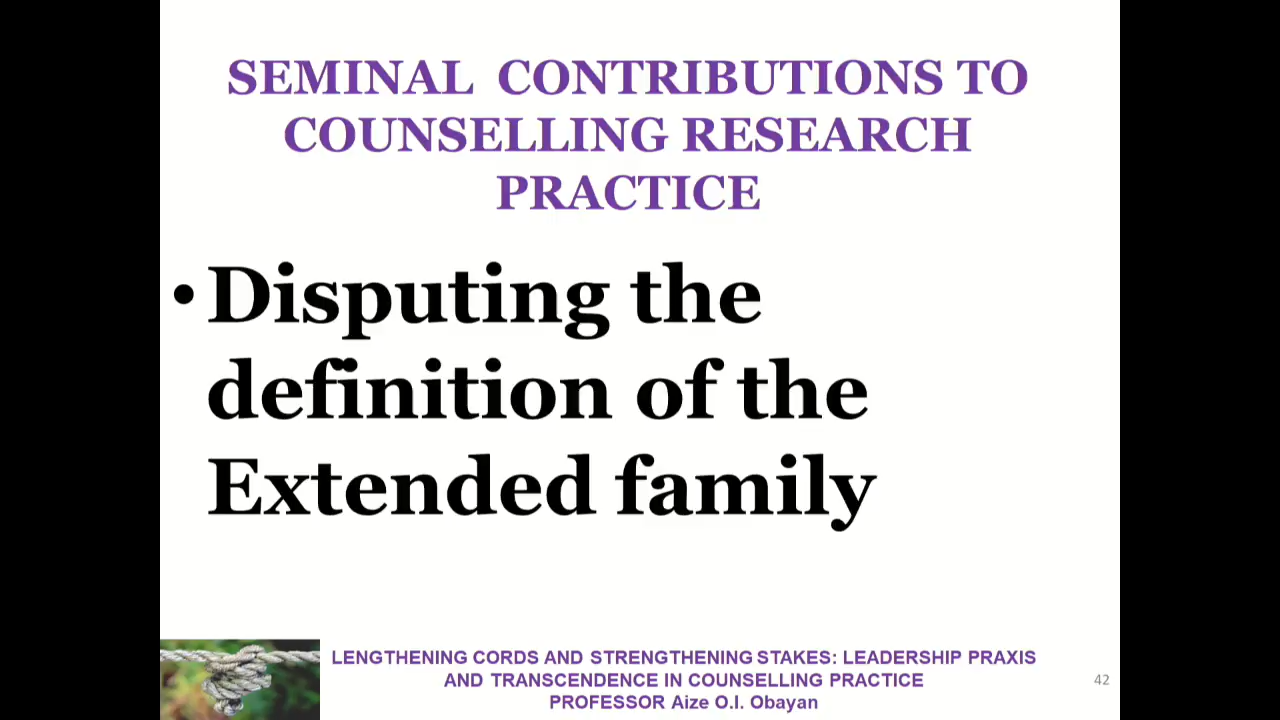 SEMINAL CONTRIBUTIONS TO
COUNSELLING RESEARCH
PRACTICE
• Disputing the
definition of the
Extended family
LENGTHENING CORDS AND STRENGTHENING STAKES: LEADERSHIP PRAXIS
AND TRANSCENDENCE IN COUNSELLING PRACTICE
PROFESSOR Aize O.I. Obayan
42